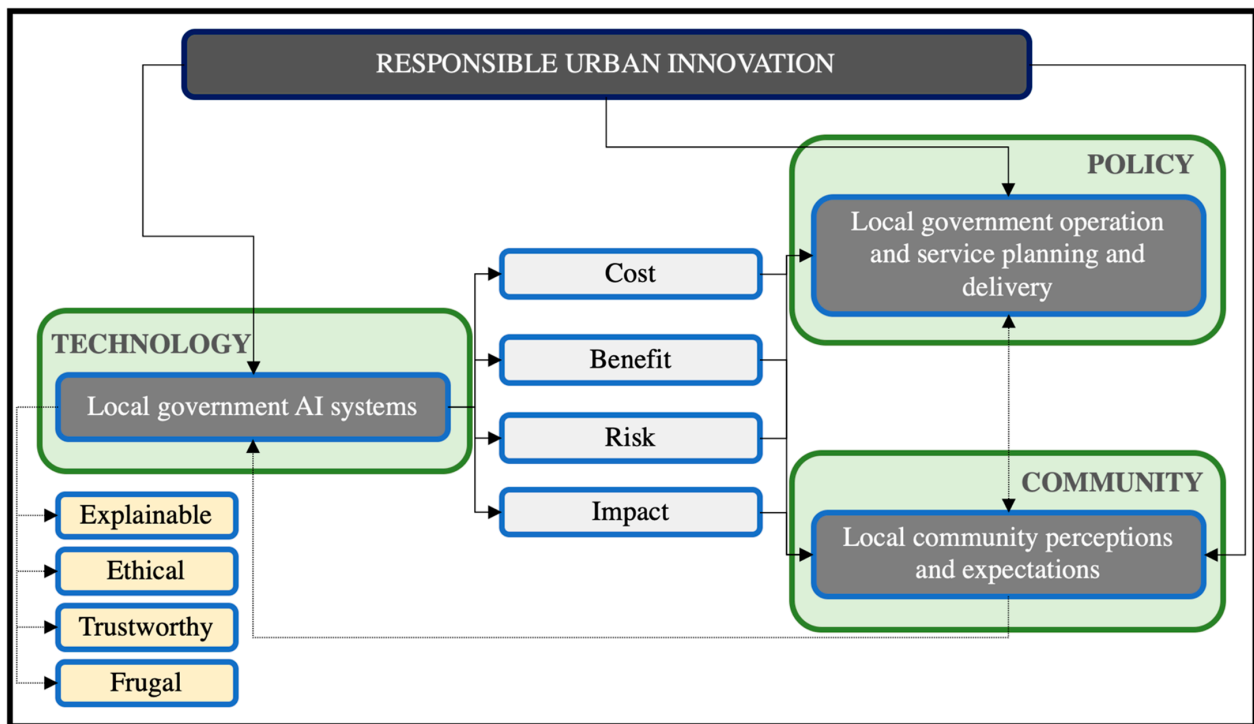 RESPONSIBLE URBAN INNOVATION
POLICY
Local government operation
and service planning and
delivery
Cost
Benefit
Risk
Impact
TECHNOLOGY
Local government AI systems
Explainable
Ethical
Trustworthy
Frugal
COMMUNITY
Local community perceptions
and expectations